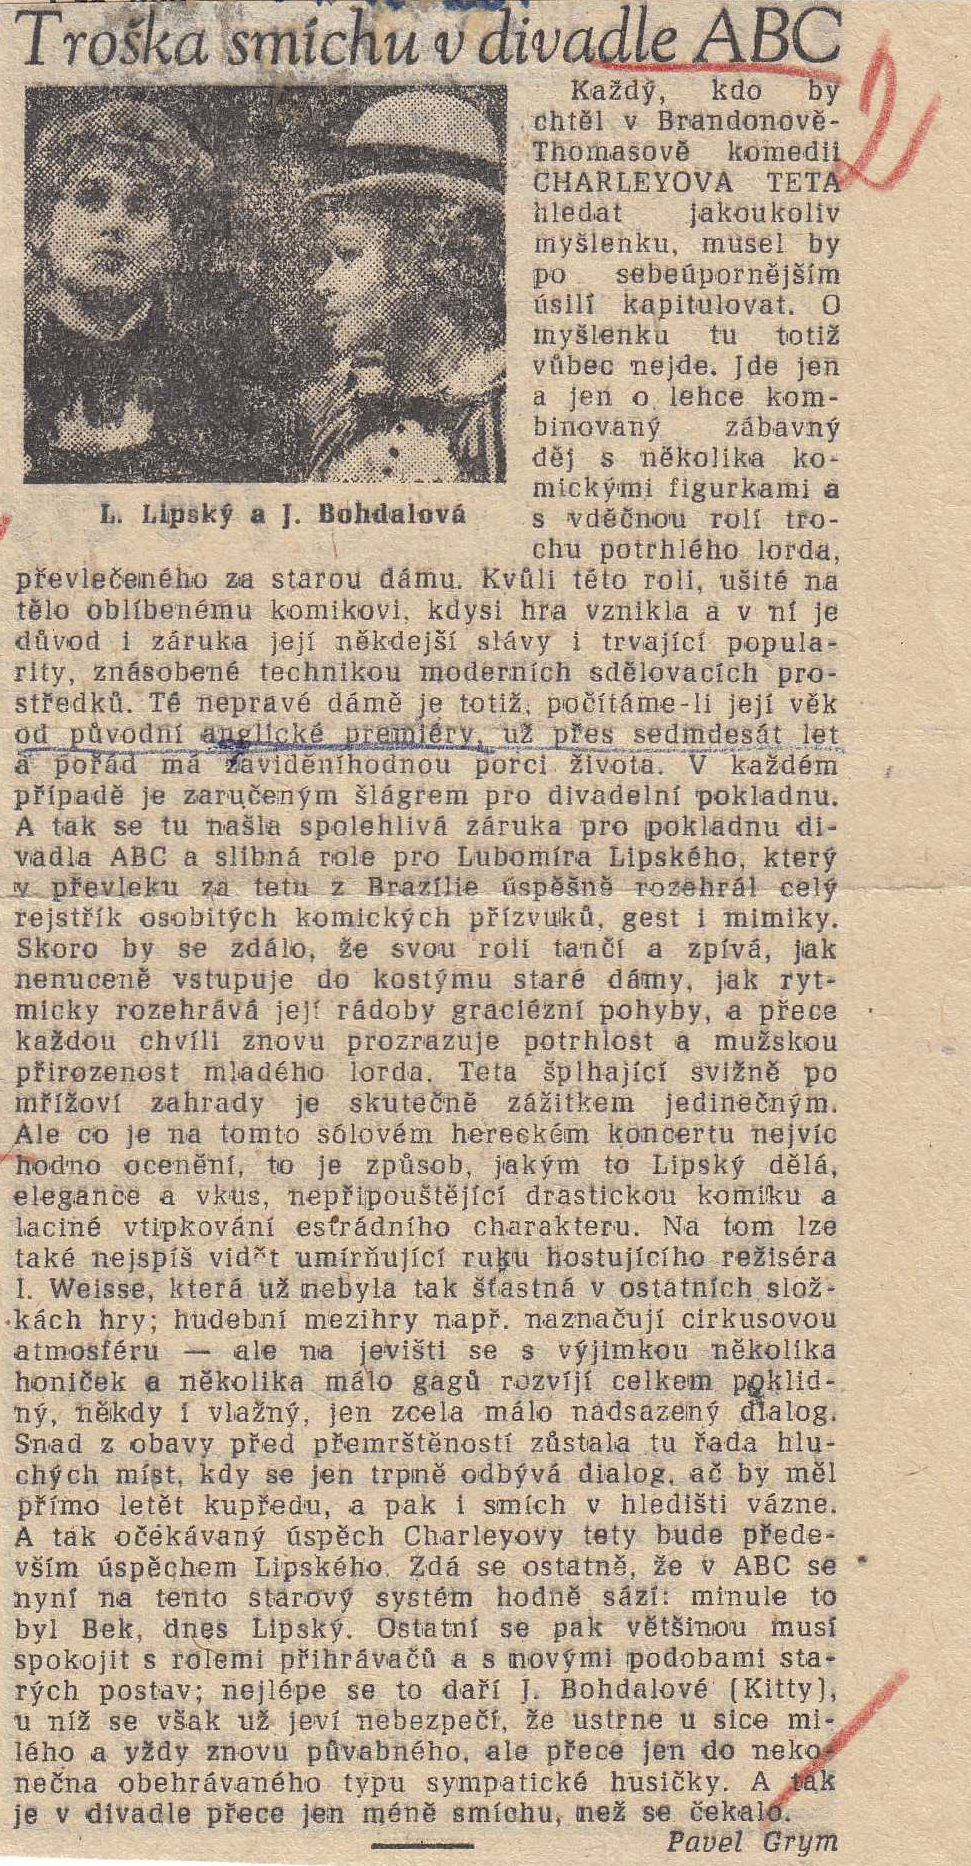 Troška smíchu v divadle ABC
2
Každý, kdo by
chtěl v Brandonově-
Thomasově komedii
CHARLEYOVA TETA
hledat jakoukoliv
myšlenku, musel by
po sebeúpornějším
úsilí kapitulovat. O
myšlenku tu totiž
vůbec nejde. Jde jen
a jen o lehce kom-
binovaný zábavný
děj s několika ko-
mickými figurkami a
s vděčnou rolí tro-
chu potrhlého lorda,
L. Lipský a J. Bohdalová
převlečeného za starou dámu. Kvůli této roli, ušité na
tělo oblíbenému komikovi, kdysi hra vznikla a v ní je
důvod i záruka její někdejší slávy i trvající popula-
rity, znásobené technikou moderních sdělovacích pro-
středků. Té nepravé dámě je totiž, počítáme-li její věk
od původní anglické premiéry, už přes sedmdesát let
a pořád má záviděníhodnou porci života. V každém
případě je zaručeným šlágrem pro divadelní pokladnu.
A tak se tu našla spolehlivá záruka pro pokladnu di-
vadla ABC a slibná role pro Lubomíra Lipského, který
v převleku za tetu z Brazílie úspěšně rozehrál celý
rejstřík osobitých komických přízvuků, gest i mimiky.
Skoro by se zdálo, že svou roli tančí a zpívá, jak
nenuceně vstupuje do kostýmu staré dámy, jak ryt-
micky rozehrává její rádoby graciézní pohyby, a přece
každou chvíli znovu prozrazuje potrhlost a mužskou
přirozenost mladého lorda. Teta šplhající svižně po
mřížoví zahrady je skutečně zážitkem jedinečným.
Ale co je na tomto sólovém hereckém koncertu nejvíc
hodno ocenění, to je způsob, jakým to Lipský dělá,
elegance a vkus, nepřipouštějící drastickou komiku a
laciné vtipkování estrádního charakteru. Na tom lze
také nejspíš vidět umírňující ruku hostujícího režiséra
I. Weisse, která už nebyla tak šťastná v ostatních slož-
kách hry; hudební mezihry např. naznačují cirkusovou
atmosféru — ale na jevišti se s výjimkou několika
honiček a několika málo gagů rozvíjí celkem poklid-
ný, někdy i vlažný, jen zcela málo nadsazený dialog.
Snad z obavy před přemrštěností zůstala tu řada hlu-
chých míst, kdy se jen trpně odbývá dialog, ač by měl
přímo letět kupředu, a pak i smích v hledišti vázne.
A tak očekávaný úspěch Charleyovy tety bude přede-
vším úspěchem Lipského. Zdá se ostatně, že v ABC se
nyní na tento starový systém hodně sází: minule to
byl Bek, dnes Lipský. Ostatní se pak většinou musí
spokojit s rolemi přihrávačů a s novými podobami sta-
rých postav; nejlépe se to daří J. Bohdalové (Kitty),
u níž se však už jeví nebezpečí, že ustrne u sice mi-
lého a vždy znovu půvabného, ale přece jen do neko-
nečna obehrávaného typu sympatické husičky. A tak
je v divadle přece jen méně smíchu, než se čekalo.
Pavel Grym